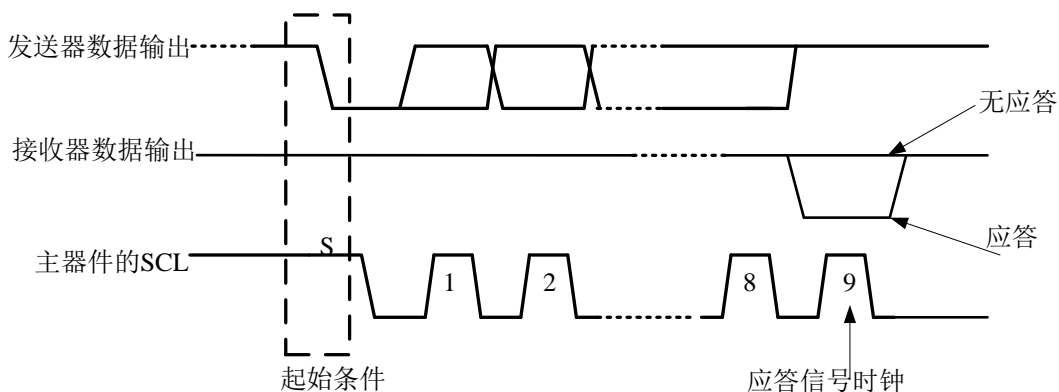 发送器数据输出
无应答
接收器数据输出
应答
S
主器件的SCL
1
2
8
9
起始条件
应答信号时钟